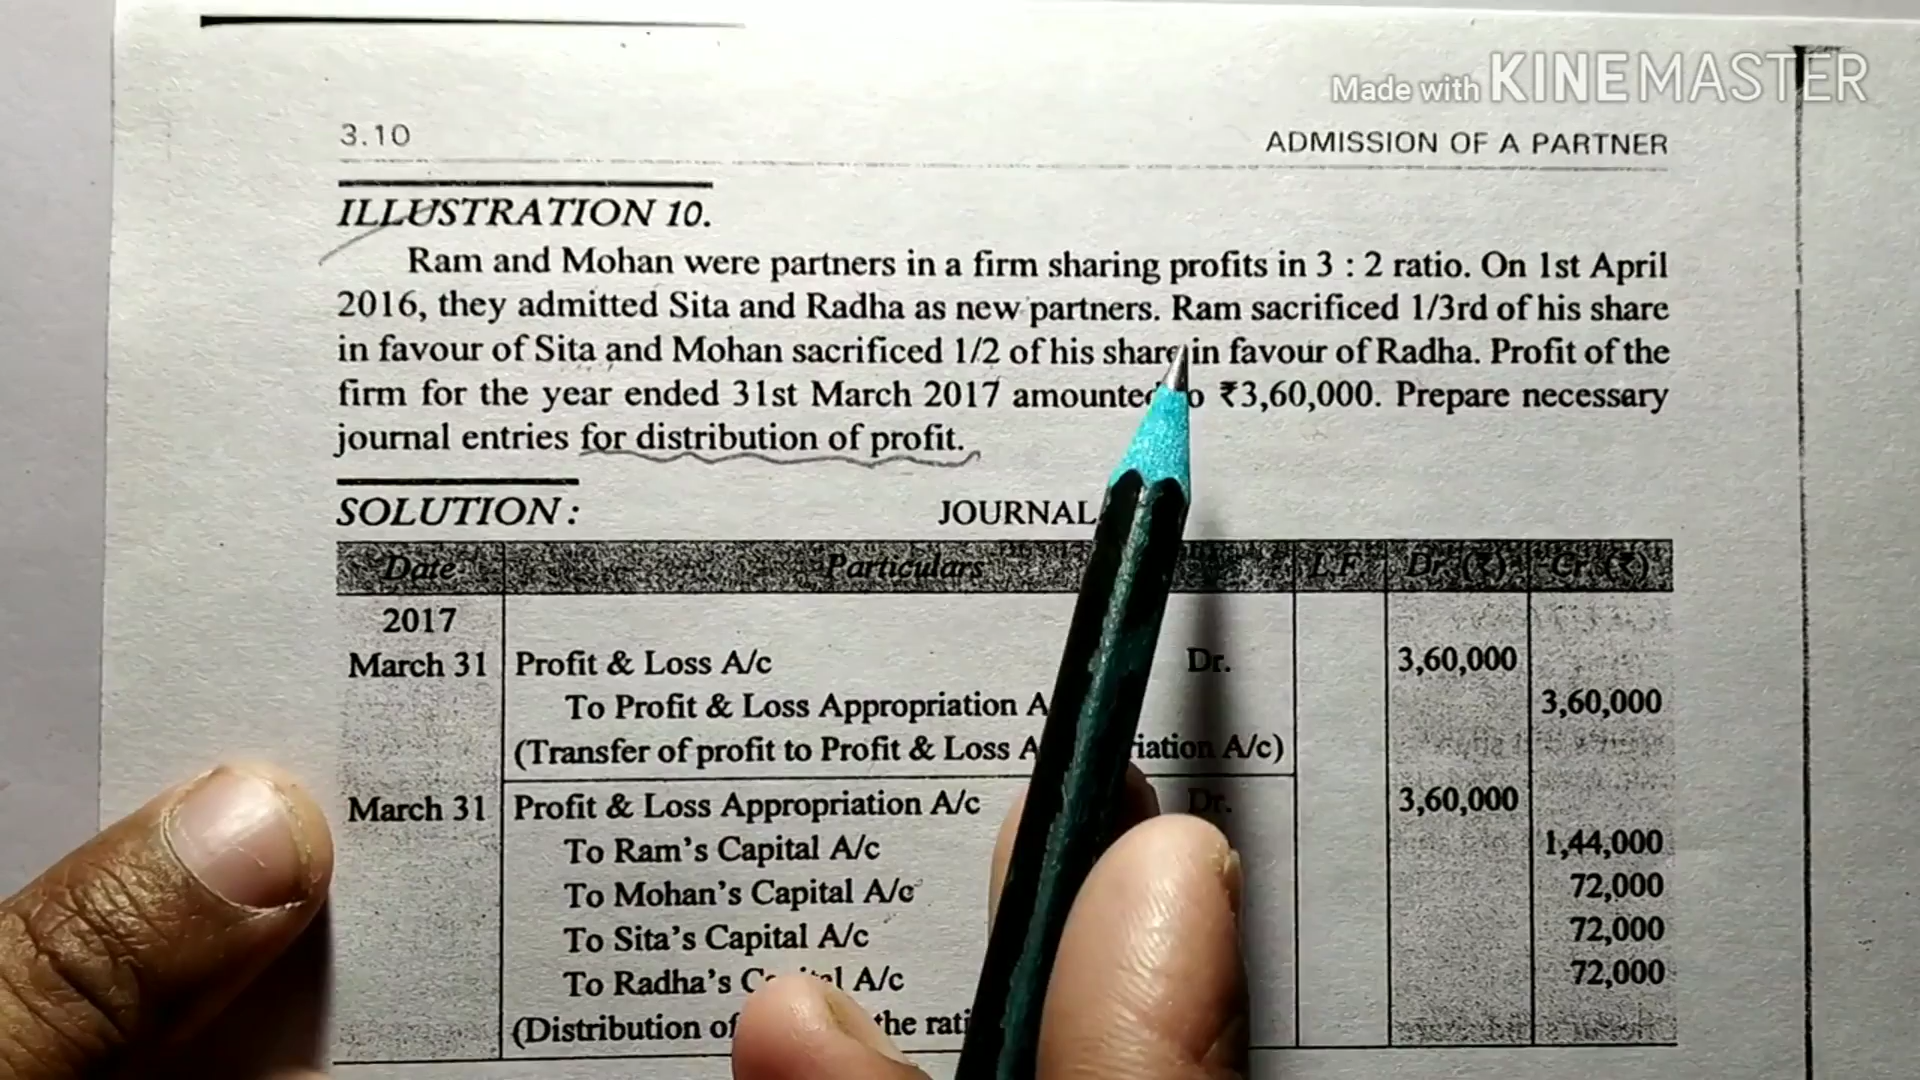 Made with KINEMASTER
3.10 ADMISSION OF A PARTNER
ILLUSTRATION 10.
Ram and Mohan were partners in a firm sharing profits in 3 : 2 ratio. On 1st April
2016, they admitted Sita and Radha as new partners. Ram sacrificed 1/3rd of his share
in favour of Sita and Mohan sacrificed 1/2 of his share in favour of Radha. Profit of the
firm for the year ended 31st March 2017 amounted ₹3,60,000. Prepare necessary
journal entries for distribution of profit.
SOLUTION : JOURNAL
Date Particulars L.F. Dr. (₹) Cr. (₹)
2017
March 31 Profit & Loss A/c Dr. 3,60,000
To Profit & Loss Appropriation A 3,60,000
(Transfer of profit to Profit & Loss A iation A/c)
March 31 Profit & Loss Appropriation A/c Dr. 3,60,000
To Ram's Capital A/c 1,44,000
To Mohan's Capital A/c 72,000
To Sita's Capital A/c 72,000
To Radha's Capital A/c 72,000
(Distribution of the rati